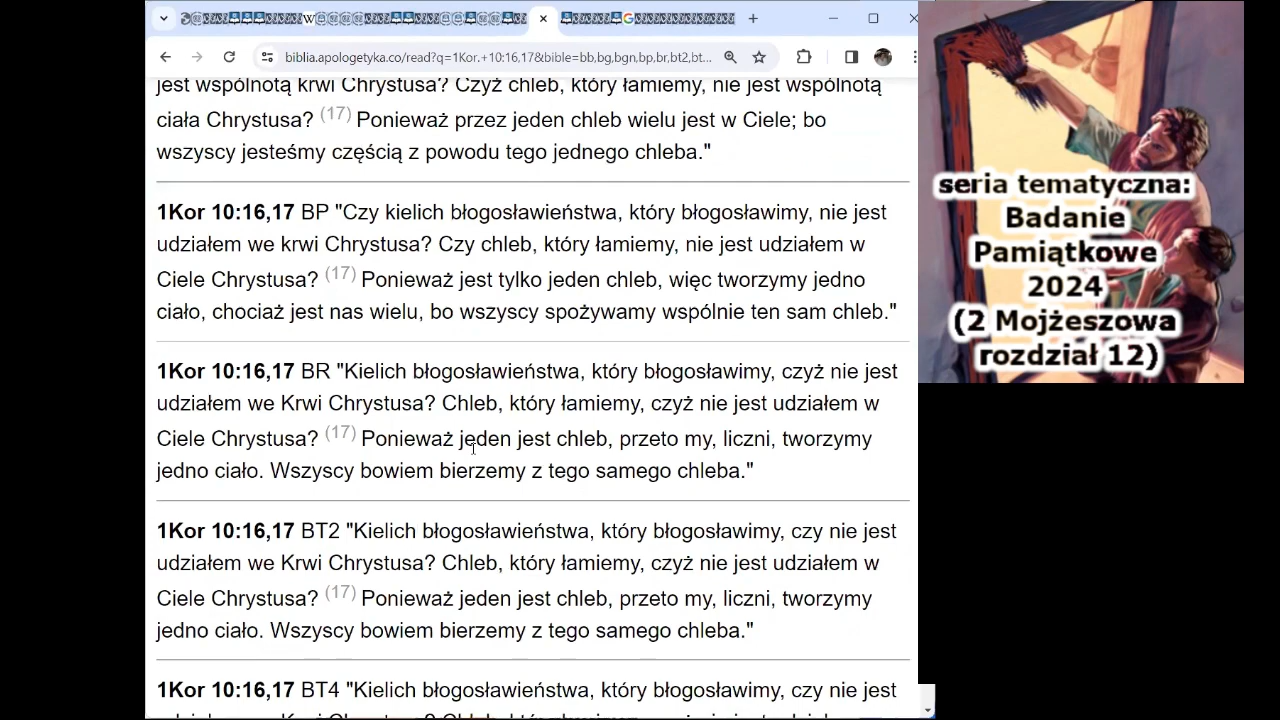 biblia.apologetyka.co/read?q=1Kor.+10:16,17&bible=bb,bg,bgn,bp,br,bt2,bt...
jest wspólnotą krwi Chrystusa? Czyż chleb, który łamiemy, nie jest wspólnotą
ciała Chrystusa? (17) Ponieważ przez jeden chleb wielu jest w Ciele; bo
wszyscy jesteśmy częścią z powodu tego jednego chleba."
1Kor 10:16,17 BP "Czy kielich błogosławieństwa, który błogosławimy, nie jest
udziałem we krwi Chrystusa? Czy chleb, który łamiemy, nie jest udziałem w
Ciele Chrystusa? (17) Ponieważ jest tylko jeden chleb, więc tworzymy jedno
ciało, chociaż jest nas wielu, bo wszyscy spożywamy wspólnie ten sam chleb."
1Kor 10:16,17 BR "Kielich błogosławieństwa, który błogosławimy, czyż nie jest
udziałem we Krwi Chrystusa? Chleb, który łamiemy, czyż nie jest udziałem w
Ciele Chrystusa? (17) Ponieważ jeden jest chleb, przeto my, liczni, tworzymy
jedno ciało. Wszyscy bowiem bierzemy z tego samego chleba."
1Kor 10:16,17 BT2 "Kielich błogosławieństwa, który błogosławimy, czy nie jest
udziałem we Krwi Chrystusa? Chleb, który łamiemy, czyż nie jest udziałem w
Ciele Chrystusa? (17) Ponieważ jeden jest chleb, przeto my, liczni, tworzymy
jedno ciało. Wszyscy bowiem bierzemy z tego samego chleba."
1Kor 10:16,17 BT4 "Kielich błogosławieństwa, który błogosławimy, czy nie jest
seria tematyczna:
Badanie
Pamiątkowe
2024
(2 Mojżeszowa
rozdział 12)